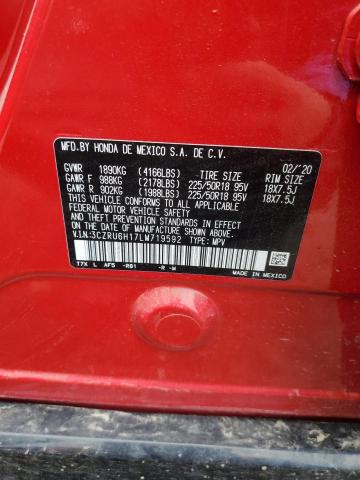 MFD.BY HONDA DE MEXICO S.A. DE C.V.
02/'20
GVWR 1890KG (4166LBS) TIRE SIZE RIM SIZE
GAWR F 988KG (2178LBS) 225/50R18 95V 18X7.5J
GAWR R 902KG (1988LBS) 225/50R18 95V 18X7.5J
THIS VEHICLE CONFORMS TO ALL APPLICABLE
FEDERAL MOTOR VEHICLE SAFETY
STANDARDS IN EFFECT
ON THE DATE OF MANUFACTURE SHOWN ABOVE.
V.I.N:3CZRU6H17LM719592 TYPE: MPV
17X L AF5 -R81 -R -M MADE IN MEXICO